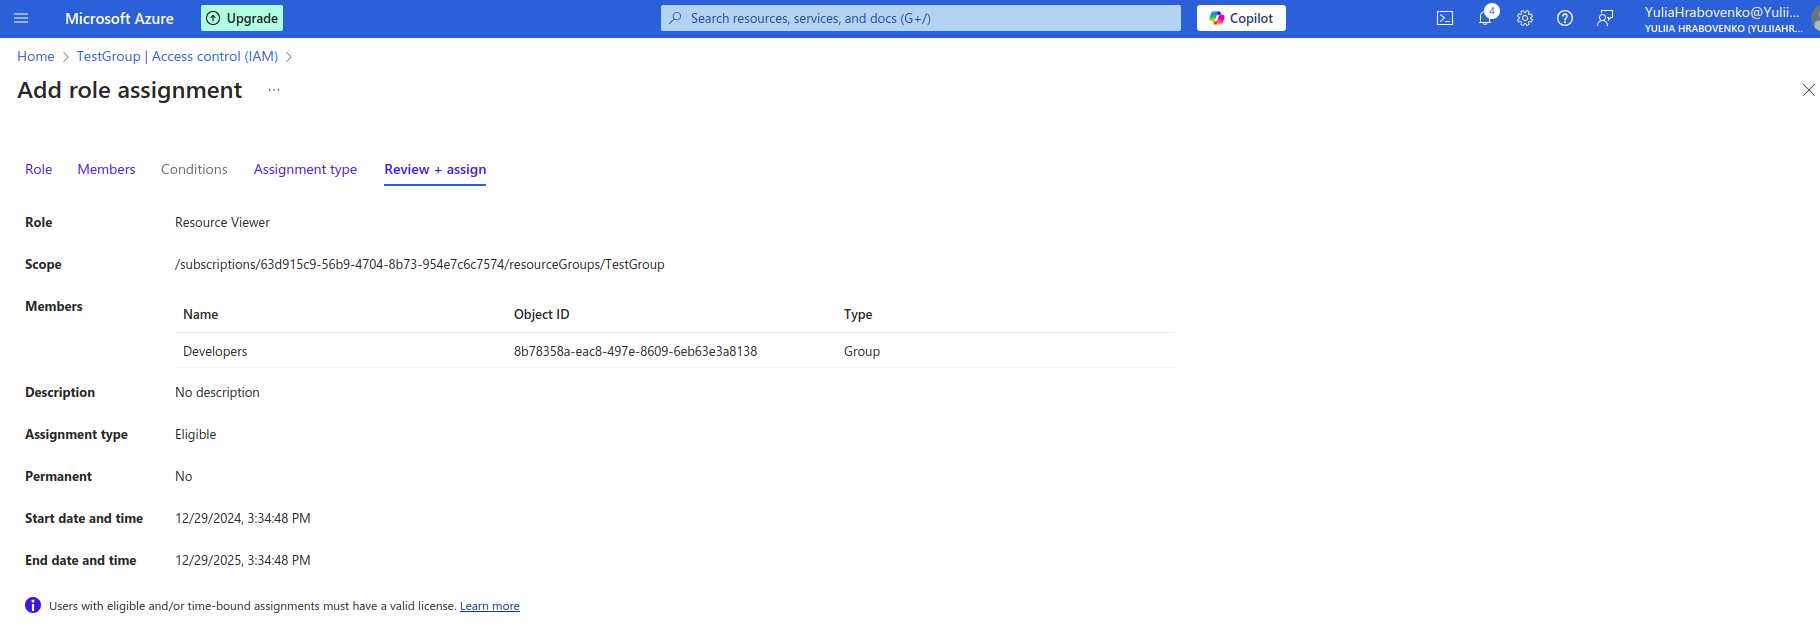 Microsoft Azure
Upgrade
Search resources, services, and docs (G+/)
Copilot
4
YuliaHrabovenko@Yulii...
YULIIA HRABOVENKO (YULIIAHR...
Home > TestGroup | Access control (IAM) >
Add role assignment ...
Role Members Conditions Assignment type Review + assign
Role Resource Viewer
Scope /subscriptions/63d915c9-56b9-4704-8b73-954e7c6c7574/resourceGroups/TestGroup
Members
Name Object ID Type
Developers 8b78358a-eac8-497e-8609-6eb63e3a8138 Group
Description No description
Assignment type Eligible
Permanent No
Start date and time 12/29/2024, 3:34:48 PM
End date and time 12/29/2025, 3:34:48 PM
Users with eligible and/or time-bound assignments must have a valid license. Learn more